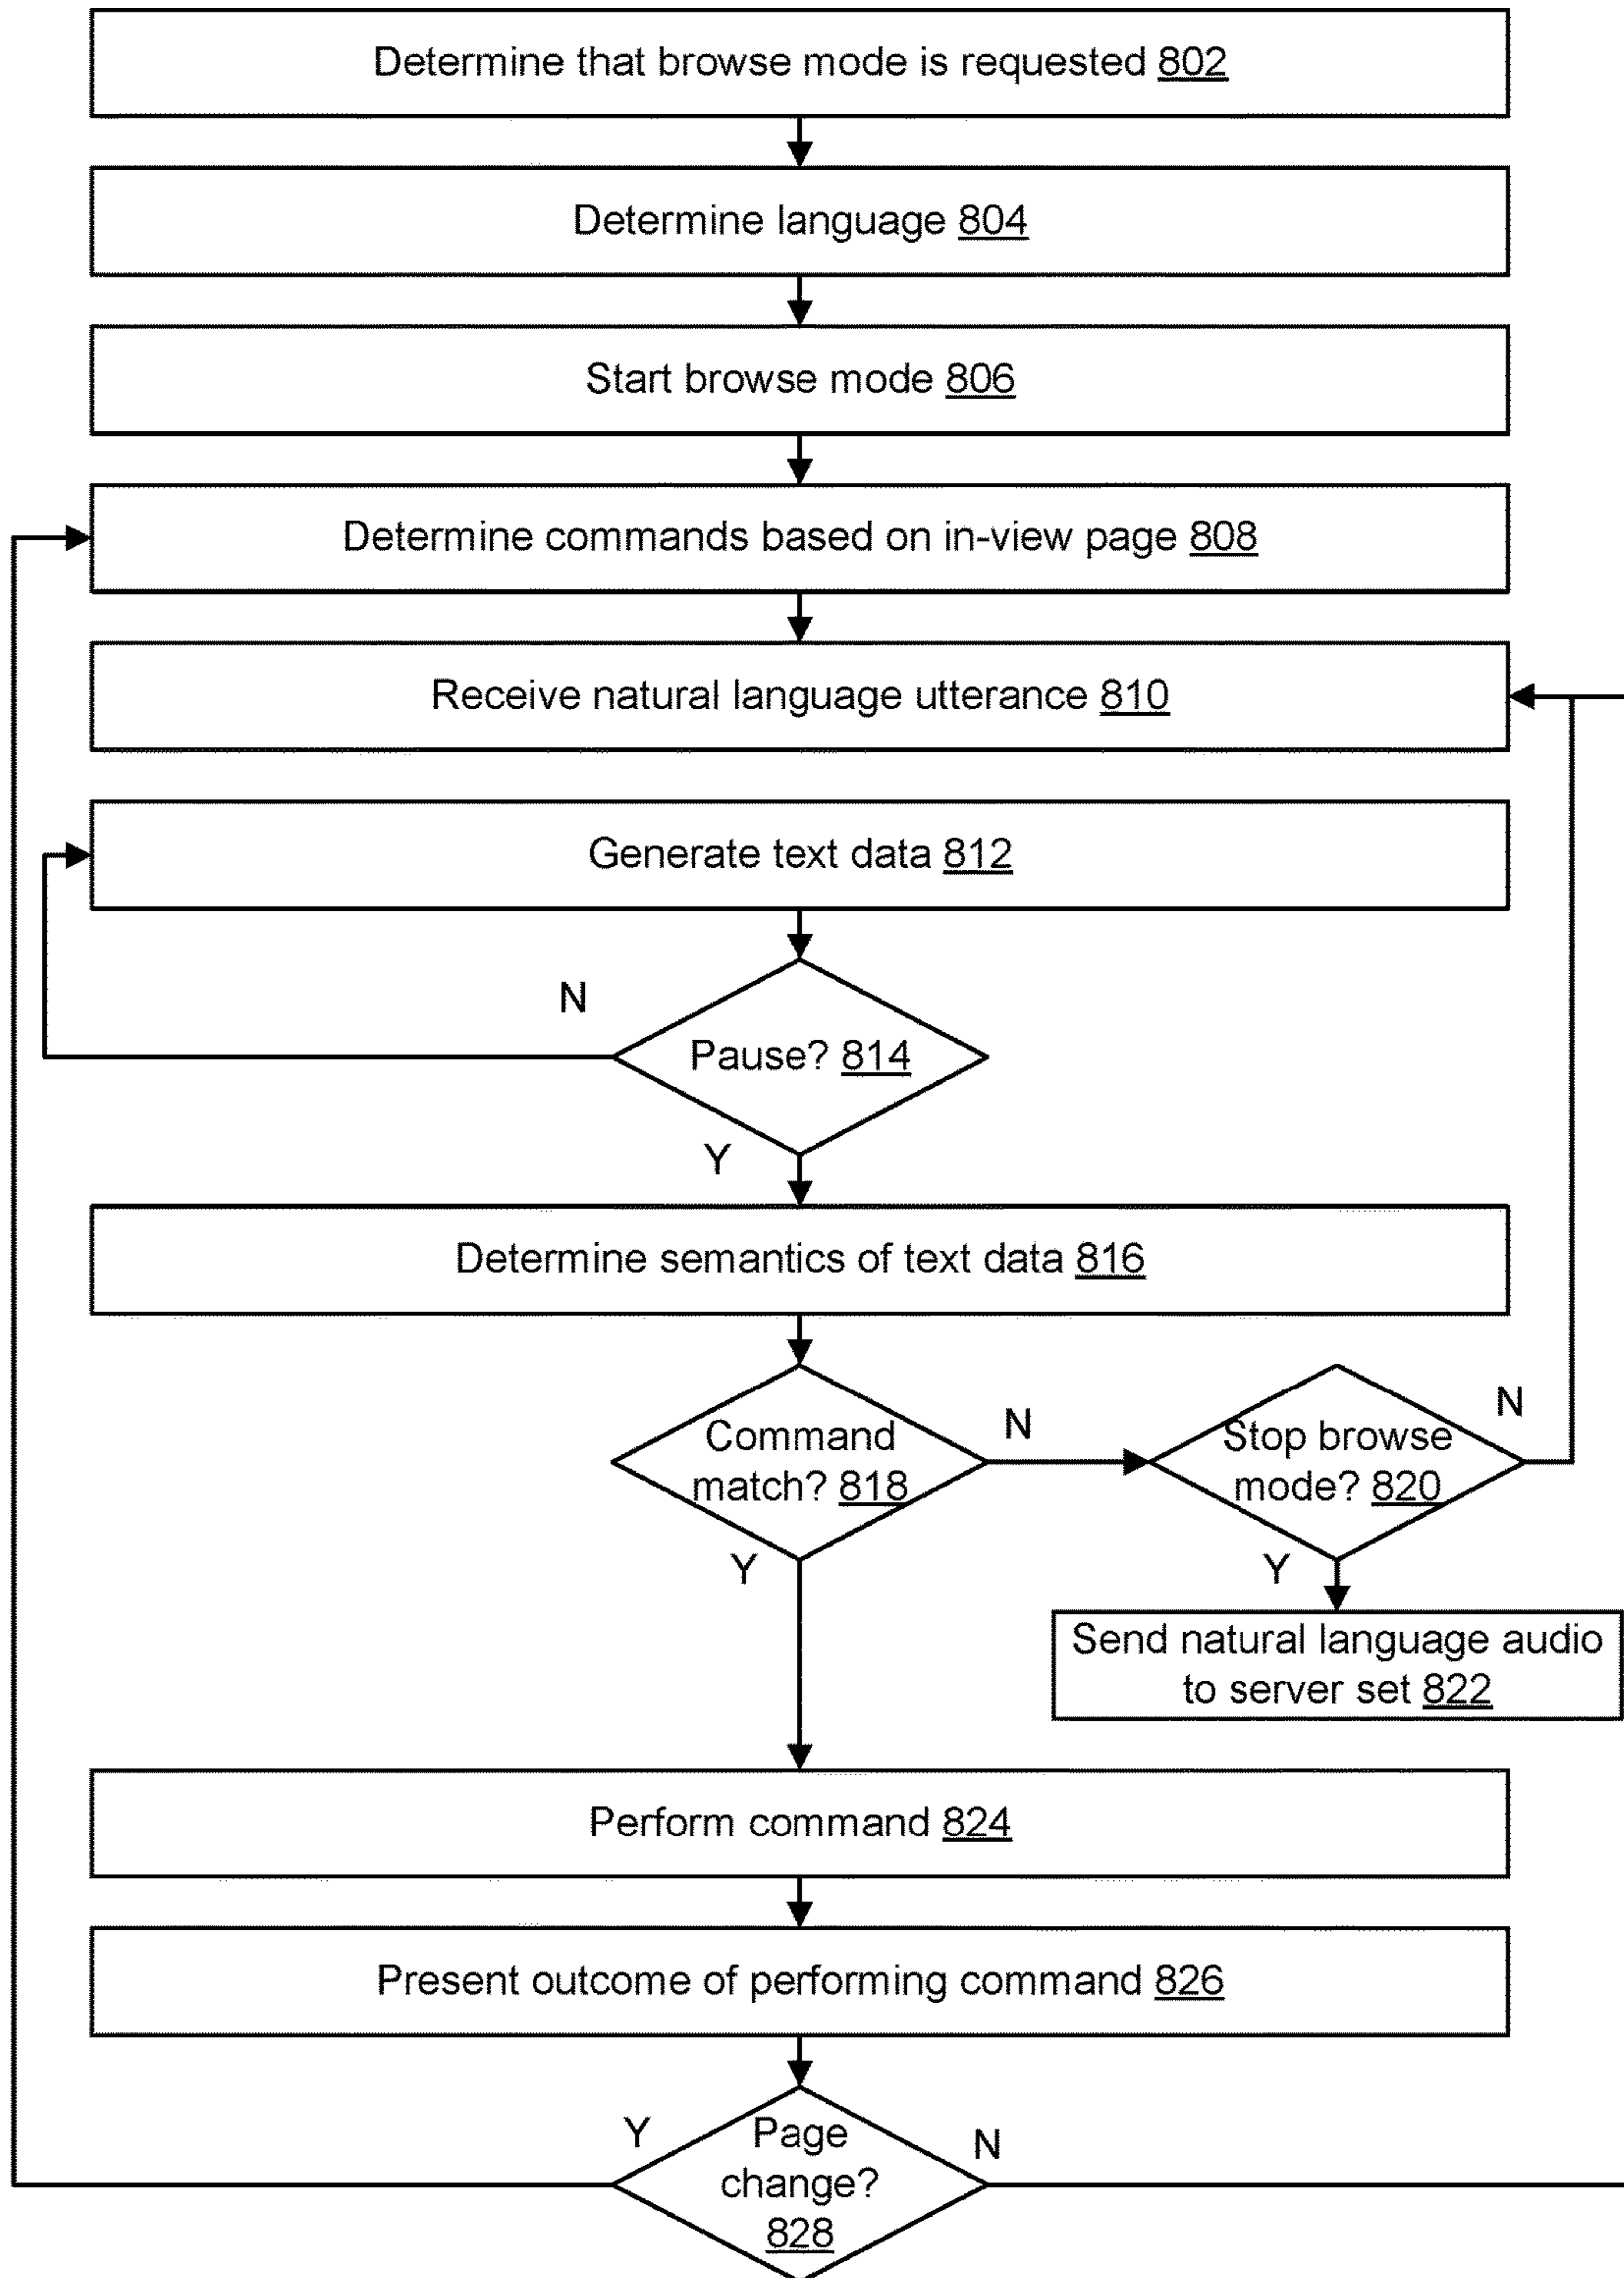 Determine that browse mode is requested 802
Determine language 804
Start browse mode 806
Determine commands based on in-view page 808
Receive natural language utterance 810
Generate text data 812
N
Pause? 814
Y
Determine semantics of text data 816
Command
match? 818
N
Stop browse
mode? 820
N
Y
Y
Send natural language audio
to server set 822
Perform command 824
Present outcome of performing command 826
Y
Page
change?
828
N